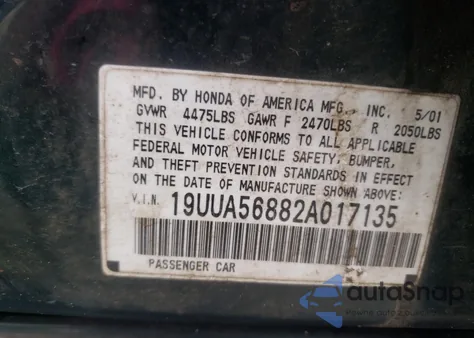 MFD. BY HONDA OF AMERICA MFG., INC. 5/01
GVWR 4475LBS GAWR F 2470LBS R 2050LBS
THIS VEHICLE CONFORMS TO ALL APPLICABLE
FEDERAL MOTOR VEHICLE SAFETY, BUMPER,
AND THEFT PREVENTION STANDARDS IN EFFECT
ON THE DATE OF MANUFACTURE SHOWN ABOVE:
V.I.N. 19UUA56882A017135
PASSENGER CAR
autoSnap